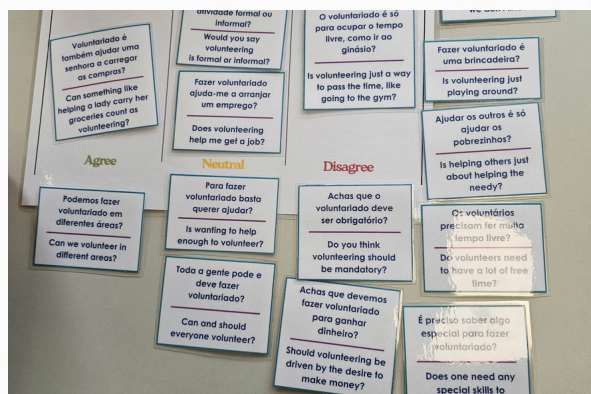 Voluntariado é
também ajudar uma
senhora a carregar
as compras?
Can something like
helping a lady carry her
groceries count as
volunteering?
atividade formal ou
informal?
Would you say
volunteering
is formal or informal?
Fazer voluntariado
ajuda-me a arranjar
um emprego?
Does volunteering
help me get a job?
O voluntariado é só
para ocupar o tempo
livre, como ir ao
ginásio?
Is volunteering just a way
to pass the time, like
going to the gym?
Fazer voluntariado é
uma brincadeira?
Is volunteering just
playing around?
Ajudar os outros é só
ajudar os
pobrezinhos?
Is helping others just
about helping the
needy?
Agree
Neutral
Disagree
Podemos fazer
voluntariado em
diferentes áreas?
Can we volunteer in
different areas?
Para fazer
voluntariado basta
querer ajudar?
Is wanting to help
enough to volunteer?
Toda a gente pode e
deve fazer
voluntariado?
Can and should
everyone volunteer?
Achas que o
voluntariado deve
ser obrigatório?
Do you think
volunteering should
be mandatory?
Achas que devemos
fazer voluntariado
para ganhar
dinheiro?
Should volunteering be
driven by the desire to
make money?
Os voluntários
precisam ter muito
tempo livre?
Do volunteers need
to have a lot of free
time?
É preciso saber algo
especial para fazer
voluntariado?
Does one need any
special skills to